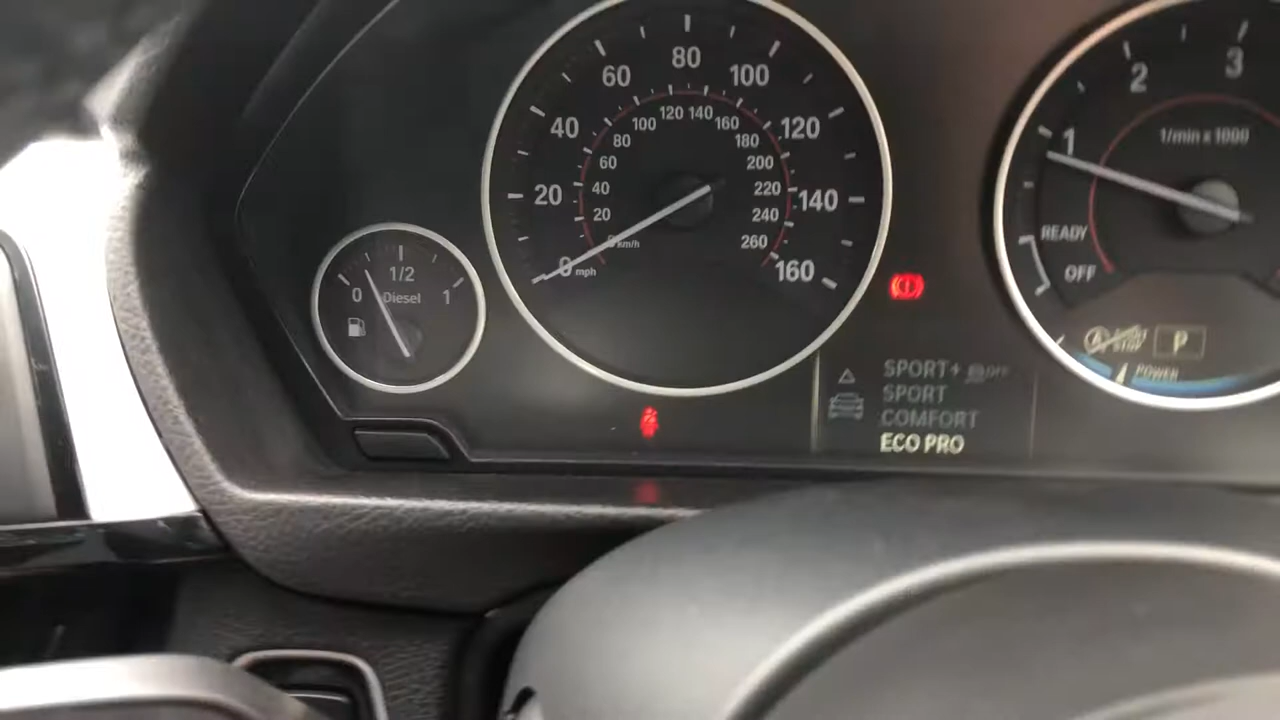 80
60
100
40
120
20
140
0 mph
160
120
140
100
160
80
180
60
200
40
220
20
240
km/h
260
1/2
0
1
Diesel
SPORT+
OFF
SPORT
COMFORT
ECO PRO
1
2
3
1/min x 1000
READY
OFF
A
P
POWER